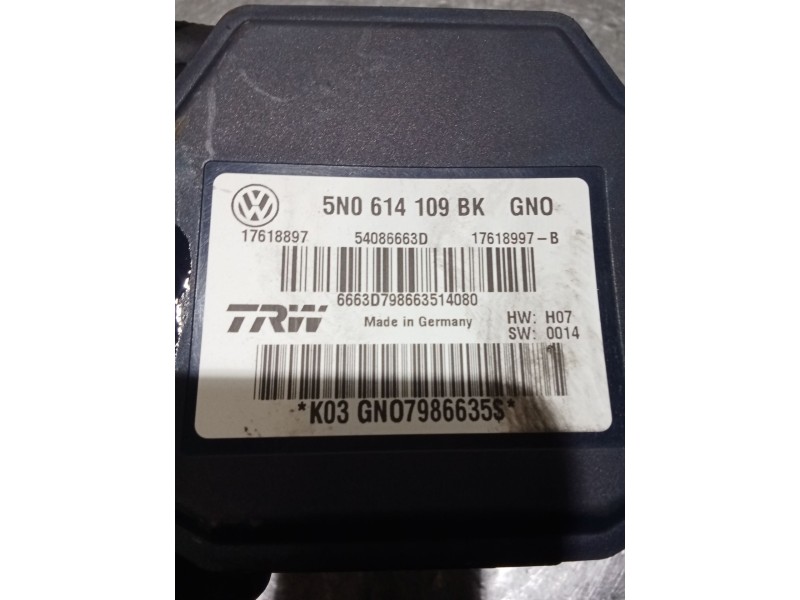 5N0 614 109 BK GNO
17618897 54086663D 17618997-B
6663D798663514080
TRW Made in Germany HW: H07
SW: 0014
*K03 GNO7986635$*